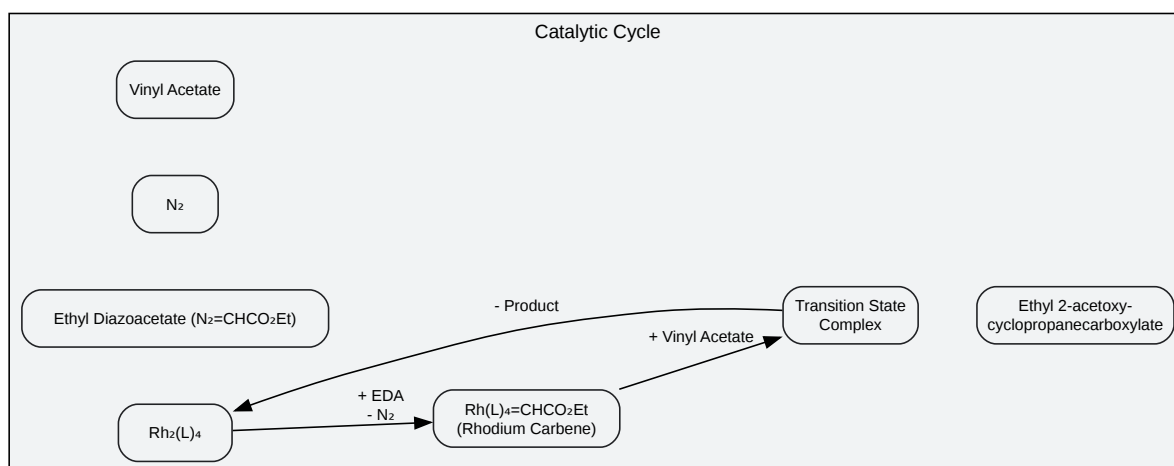 Catalytic Cycle
Vinyl Acetate
N₂
Ethyl Diazoacetate (N₂=CHCO₂Et)
- Product
Transition State
Complex
Ethyl 2-acetoxy-
cyclopropanecarboxylate
+ Vinyl Acetate
+ EDA
- N₂
Rh₂(L)₄
Rh(L)₄=CHCO₂Et
(Rhodium Carbene)